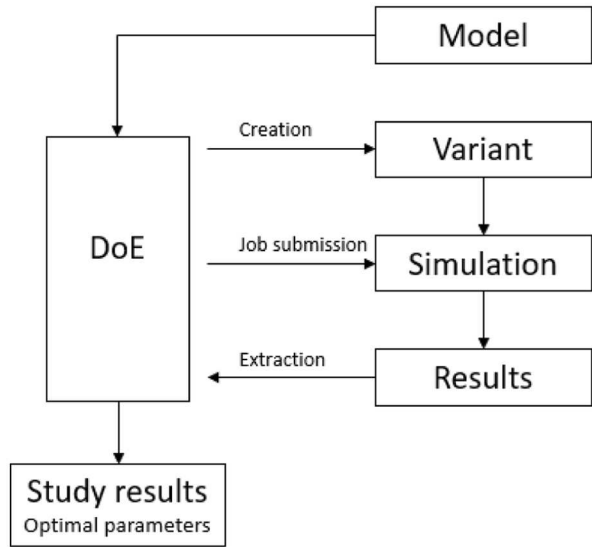 Model
Creation
Variant
DoE
Job submission
Simulation
Extraction
Results
Study results
Optimal parameters